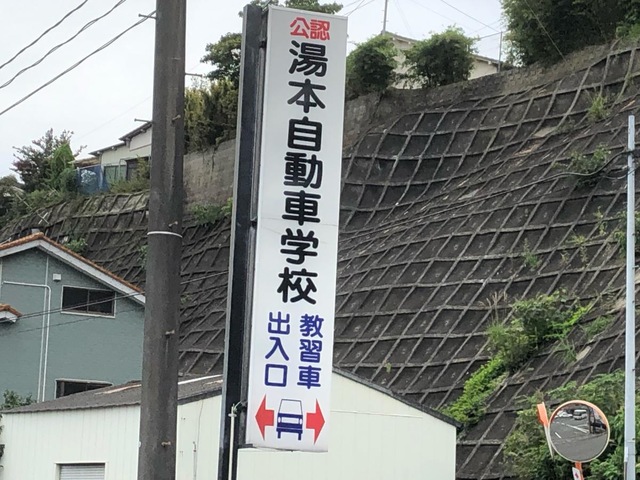 公認
湯本自動車学校
教習車
出入口